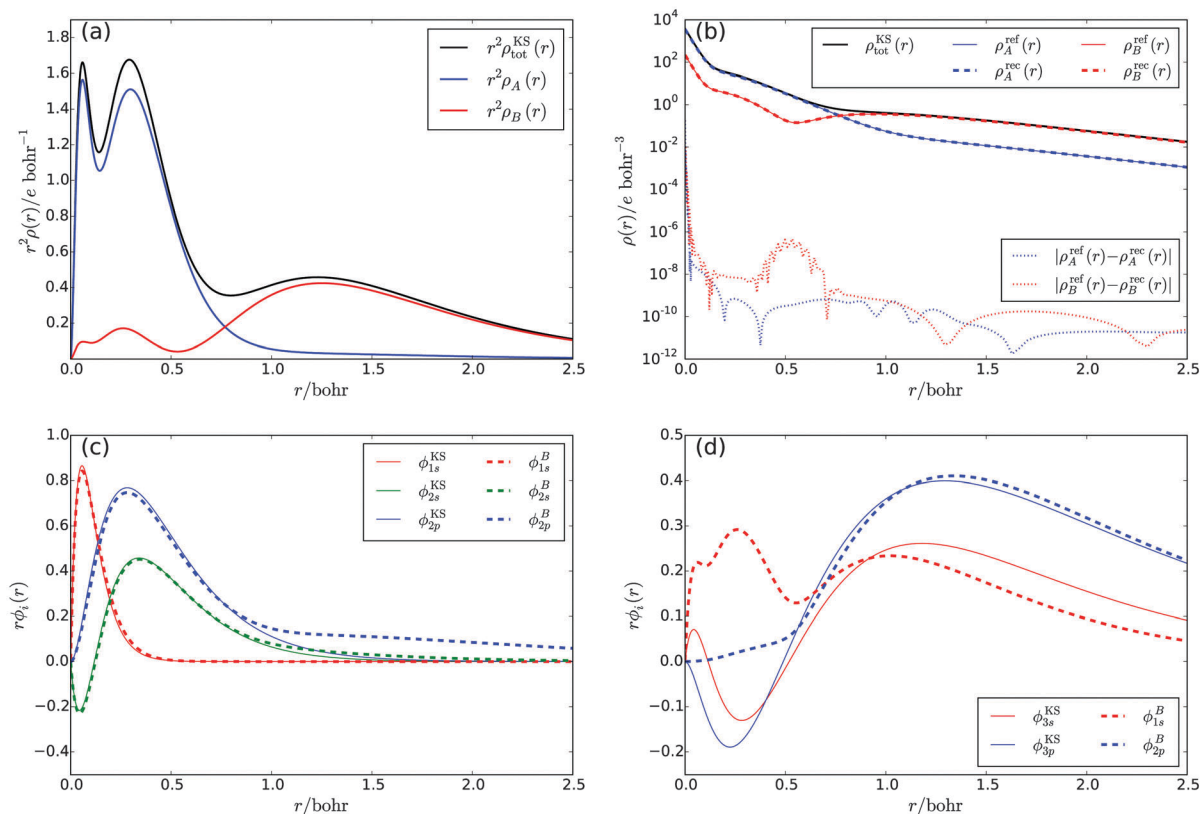 (a)
r²ρ_tot^KS(r)
r²ρ_A(r)
r²ρ_B(r)
1.8
1.6
1.4
1.2
1.0
0.8
0.6
0.4
0.2
r²ρ(r)/e bohr⁻¹
0.0 0.5 1.0 1.5 2.0 2.5
r/bohr
(b)
ρ_tot^KS(r) ρ_A^ref(r) ρ_B^ref(r)
ρ_A^rec(r) ρ_B^rec(r)
10⁴
10²
10⁰
10⁻²
10⁻⁴
10⁻⁶
10⁻⁸
10⁻¹⁰
10⁻¹²
ρ(r)/e bohr⁻³
|ρ_A^ref(r)−ρ_A^rec(r)|
|ρ_B^ref(r)−ρ_B^rec(r)|
0.0 0.5 1.0 1.5 2.0 2.5
r/bohr
(c)
ϕ_1s^KS ϕ_1s^B
ϕ_2s^KS ϕ_2s^B
ϕ_2p^KS ϕ_2p^B
1.0
0.8
0.6
0.4
0.2
0.0
−0.2
−0.4
rϕ_i(r)
0.0 0.5 1.0 1.5 2.0 2.5
r/bohr
(d)
0.5
0.4
0.3
0.2
0.1
0.0
−0.1
−0.2
rϕ_i(r)
ϕ_3s^KS ϕ_1s^B
ϕ_3p^KS ϕ_2p^B
0.0 0.5 1.0 1.5 2.0 2.5
r/bohr